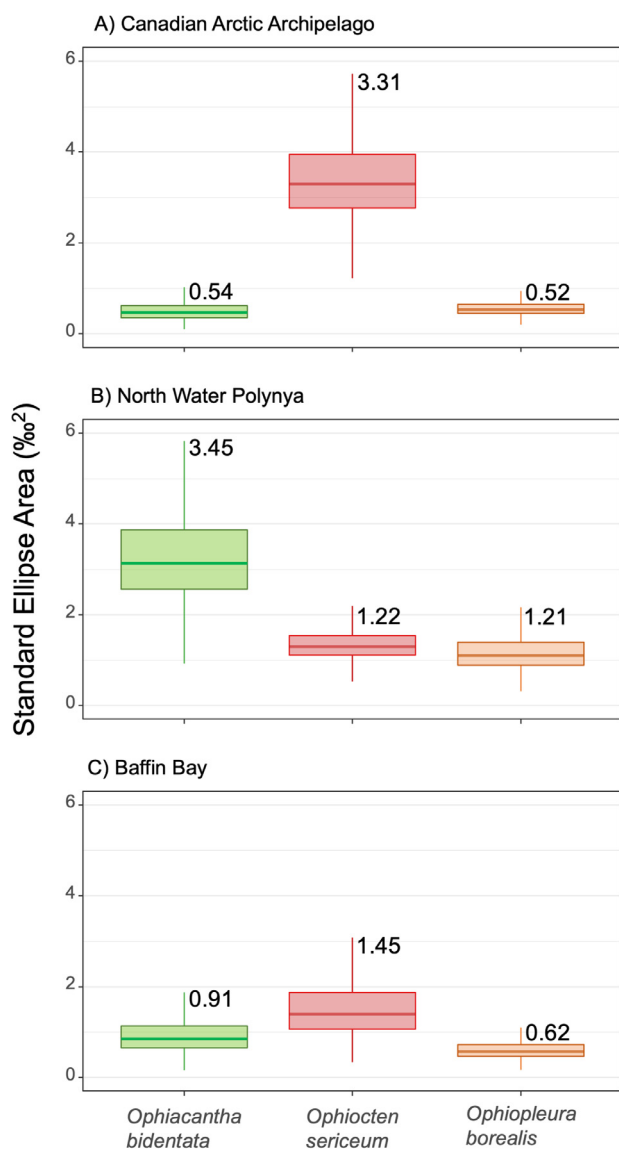 A) Canadian Arctic Archipelago
6
4
2
0
3.31
0.54
0.52
B) North Water Polynya
6
4
2
0
3.45
1.22
1.21
Standard Ellipse Area (‰²)
C) Baffin Bay
6
4
2
0
1.45
0.91
0.62
Ophiacantha
bidentata
Ophiocten
sericeum
Ophiopleura
borealis